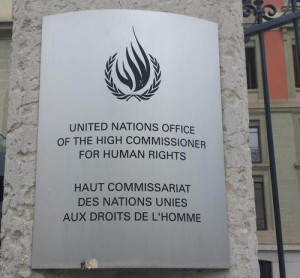 UNITED NATIONS OFFICE
OF THE HIGH COMMISSIONER
FOR HUMAN RIGHTS
HAUT COMMISSARIAT
DES NATIONS UNIES
AUX DROITS DE L'HOMME